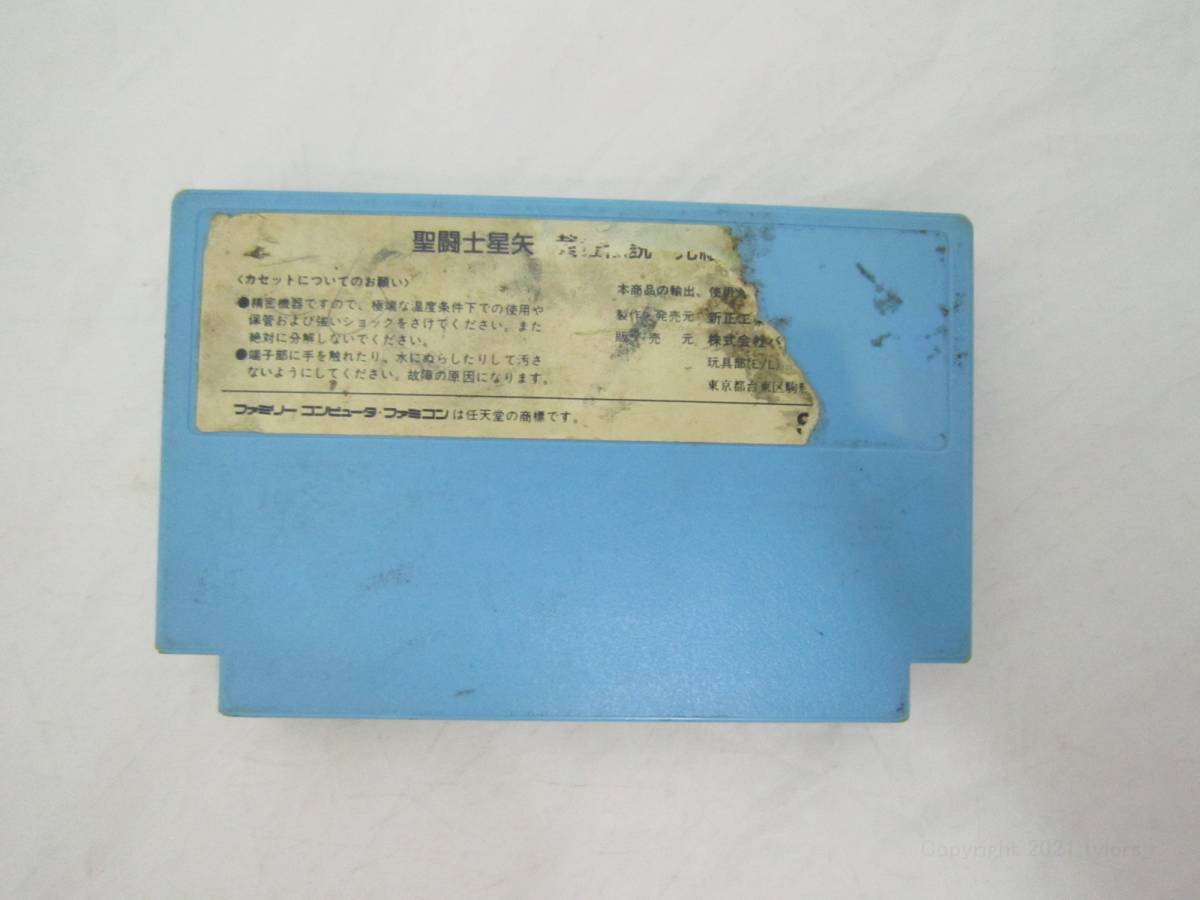 聖闘士星矢
〈カセットについてのお願い〉
●精密機器ですので、極端な温度条件下での使用や
保管および強いショックをさけてください。また
絶対に分解しないでください。
●端子部に手を触れたり、水にぬらしたりして汚さ
ないようにしてください。故障の原因になります。
本商品の輸出、使用
製作・発売元 新正工
販 売 元 株式会社バ
玩具部(E/L)
東京都台東区駒
ファミリーコンピュータ・ファミコンは任天堂の商標です。
Copyright 2021 tylors